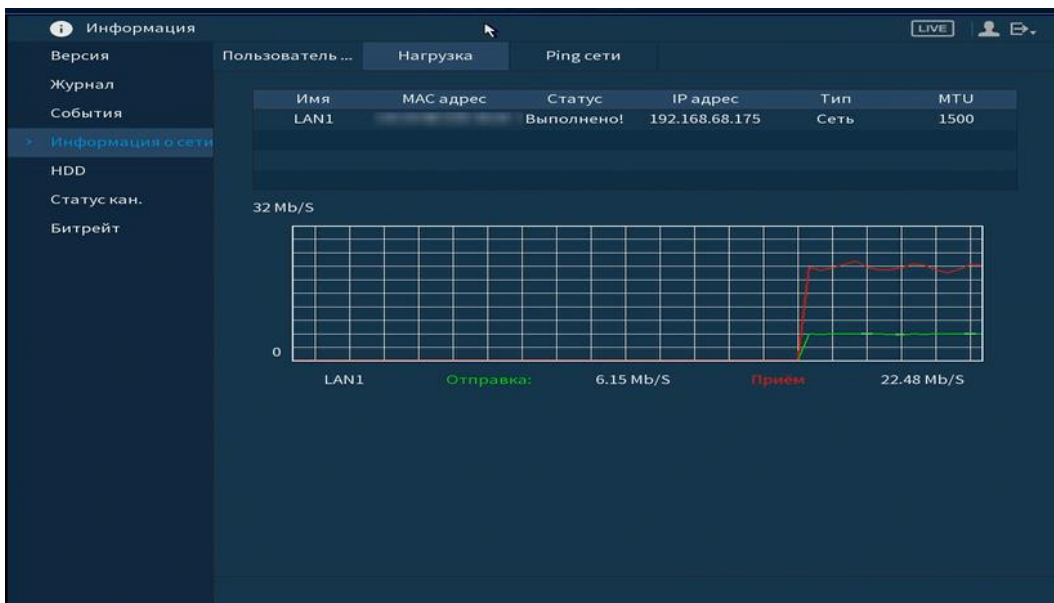 Информация LIVE
Версия
Журнал
События
Информация о сети
HDD
Статус кан.
Битрейт
Пользователь ... Нагрузка Ping сети
Имя MAC адрес Статус IP адрес Тип MTU
LAN1 Выполнено! 192.168.68.175 Сеть 1500
32 Mb/S
0
LAN1 Отправка: 6.15 Mb/S Приём 22.48 Mb/S